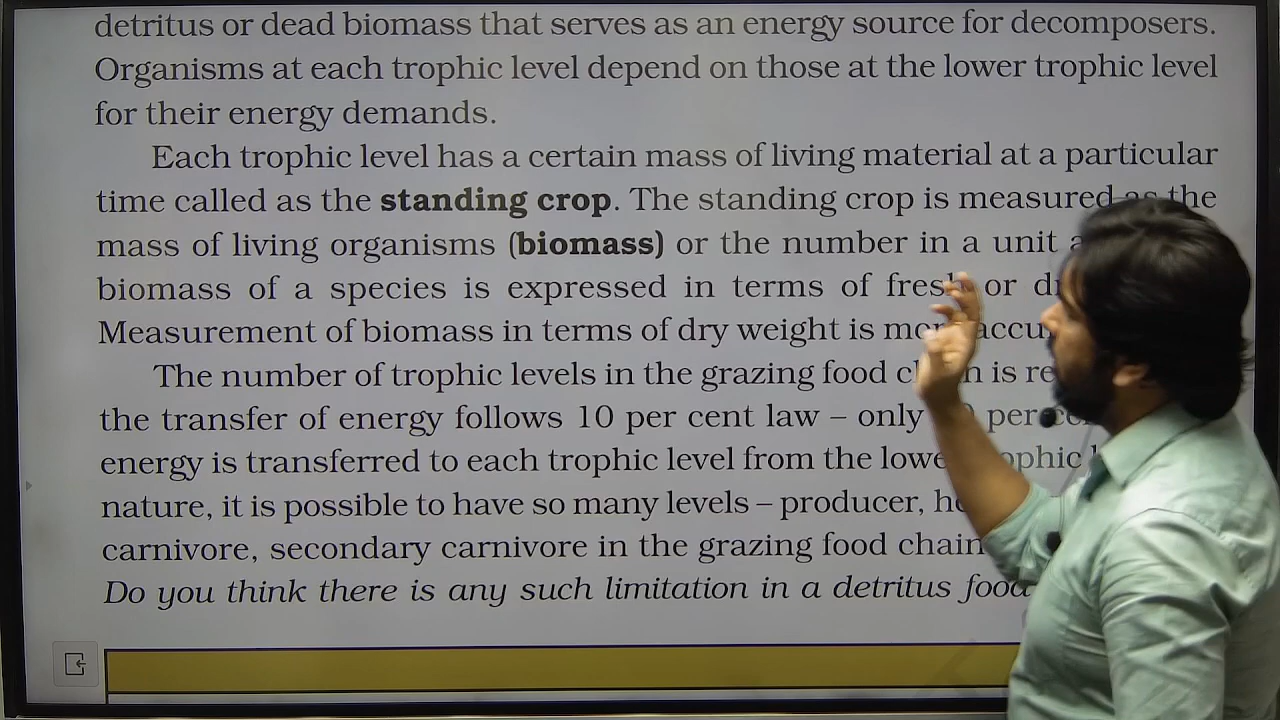 detritus or dead biomass that serves as an energy source for decomposers.
Organisms at each trophic level depend on those at the lower trophic level
for their energy demands.
Each trophic level has a certain mass of living material at a particular
time called as the standing crop. The standing crop is measured as the
mass of living organisms (biomass) or the number in a unit
biomass of a species is expressed in terms of fresh or
Measurement of biomass in terms of dry weight is more
The number of trophic levels in the grazing food is
the transfer of energy follows 10 per cent law – only per
energy is transferred to each trophic level from the
nature, it is possible to have so many levels – producer,
carnivore, secondary carnivore in the grazing food chain
Do you think there is any such limitation in a detritus food